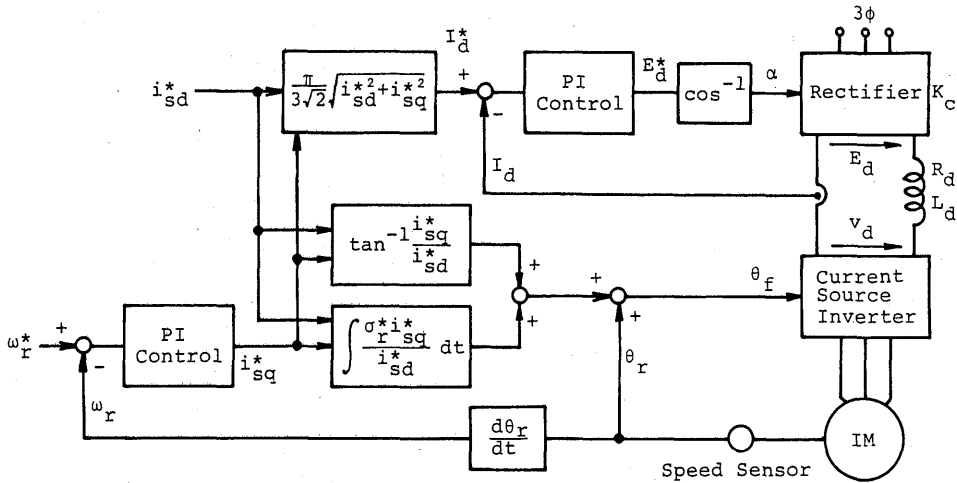 3ϕ
I*d
i*sd
π/3√2 √i*sd²+i*sq²
+
-
PI
Control
E*d
cos-1
α
Rectifier
Kc
Ed
Rd
Ld
Id
vd
tan-1 i*sq/i*sd
+
+
+
+
θf
Current
Source
Inverter
ω*r
+
-
PI
Control
i*sq
∫ σ*r i*sq/i*sd dt
θr
ωr
dθr/dt
Speed Sensor
IM